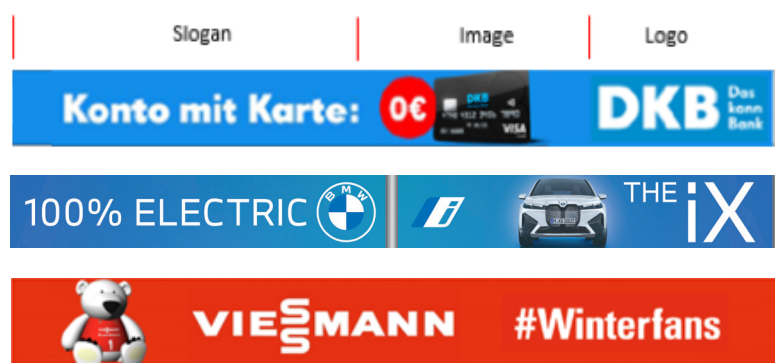 Slogan Image Logo
Konto mit Karte: 0€ DKB VISA DKB Das kann Bank
100% ELECTRIC BMW i THE iX
VIESSMANN #Winterfans